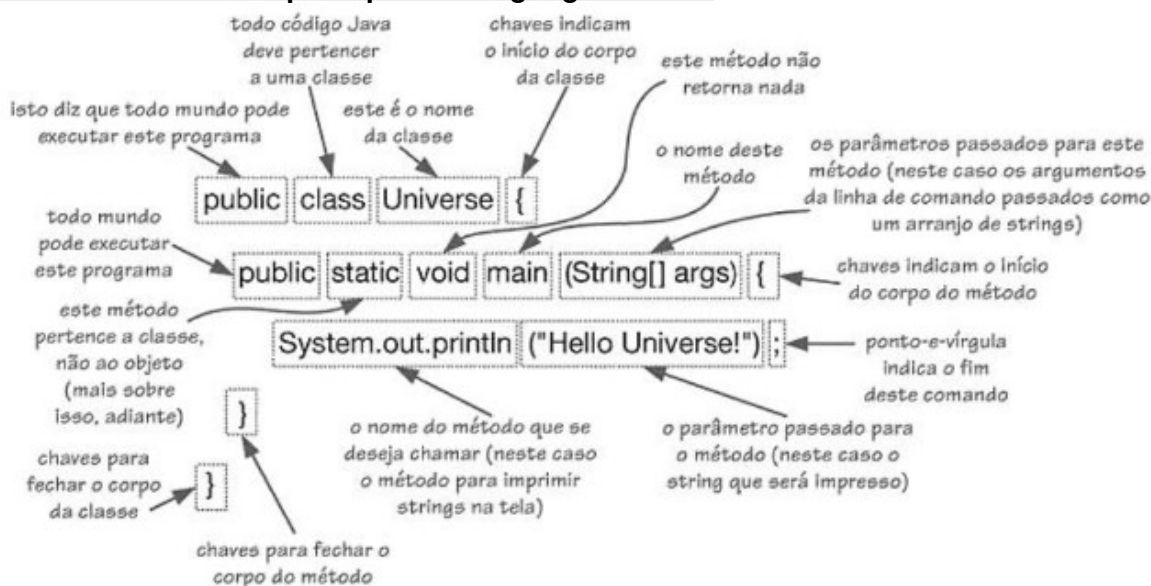 todo código Java
deve pertencer
a uma classe
chaves indicam
o início do corpo
da classe
este método não
retorna nada
isto diz que todo mundo pode
executar este programa
este é o nome
da classe
o nome deste
método
os parâmetros passados para este
método (neste caso os argumentos
da linha de comando passados como
um arranjo de strings)
public class Universe {
todo mundo
pode executar
este programa
public static void main (String[] args) {
chaves indicam o início
do corpo do método
este método
pertence a classe,
não ao objeto
(mais sobre
isso, adiante)
System.out.println ("Hello Universe!") ;
ponto-e-vírgula
indica o fim
deste comando
}
o nome do método que se
deseja chamar (neste caso
o método para imprimir
strings na tela)
o parâmetro passado para
o método (neste caso o
string que será impresso)
chaves para
fechar o corpo
da classe
}
chaves para fechar o
corpo do método